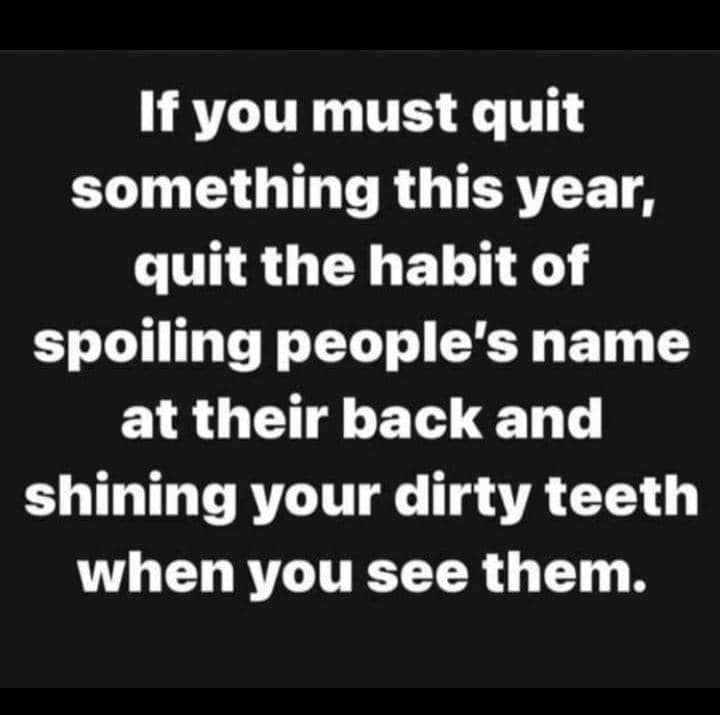 If you must quit
something this year,
quit the habit of
spoiling people's name
at their back and
shining your dirty teeth
when you see them.